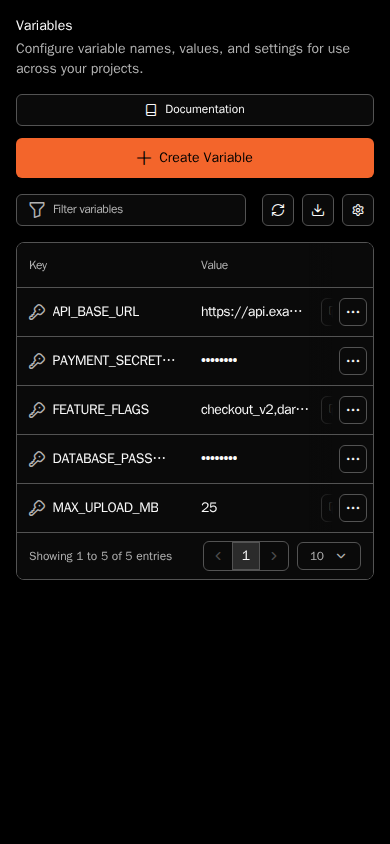 Variables
Configure variable names, values, and settings for use
across your projects.
Documentation
Create Variable
Filter variables
Key Value
API_BASE_URL https://api.exa···
PAYMENT_SECRET··· ••••••••
FEATURE_FLAGS checkout_v2,dar···
DATABASE_PASS··· ••••••••
MAX_UPLOAD_MB 25
Showing 1 to 5 of 5 entries 1 10